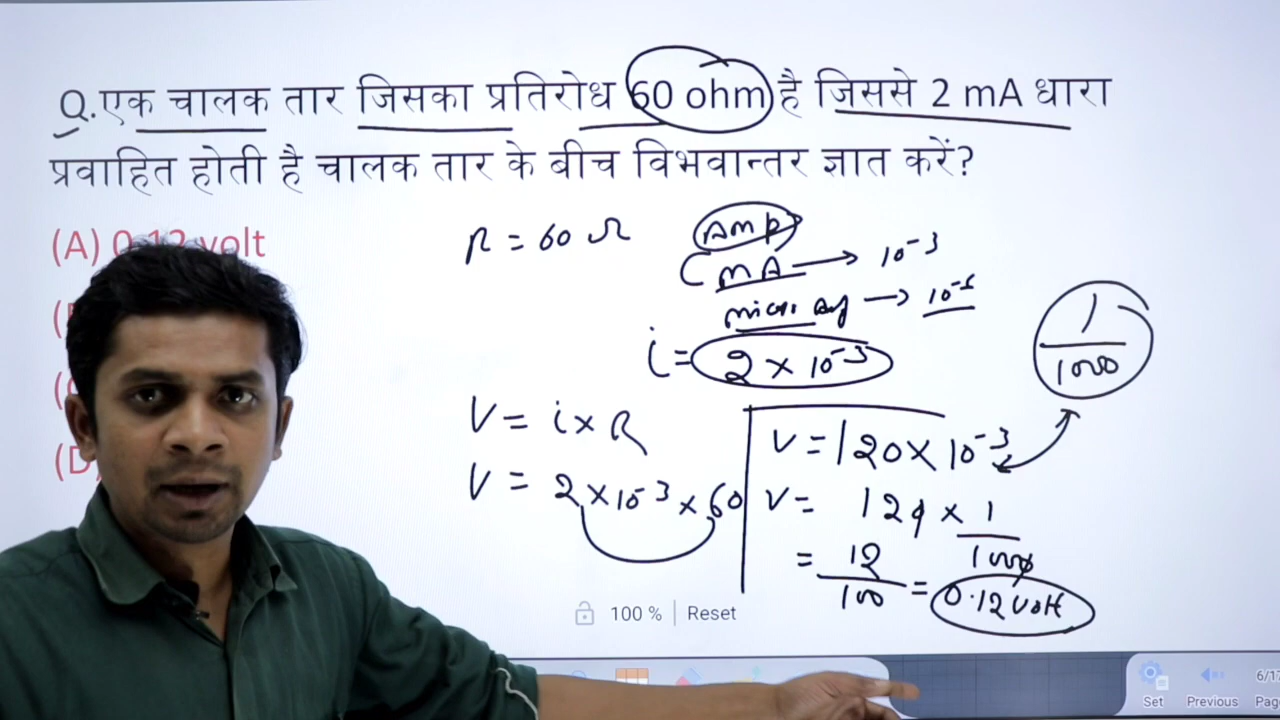 Q.एक चालक तार जिसका प्रतिरोध 60 ohm है जिससे 2 mA धारा
प्रवाहित होती है चालक तार के बीच विभवान्तर ज्ञात करें?
(A) 0.12 volt
(D)
R = 60 Ω
Amp
mA → 10⁻³
micro → 10⁻⁶
i = 2 × 10⁻³
1
1000
V = i × R
V = 2 × 10⁻³ × 60
V = 120 × 10⁻³
V = 120 × 1
1000
= 12
100
= 0.12 volt
100 % | Reset
Set Previous
6/17